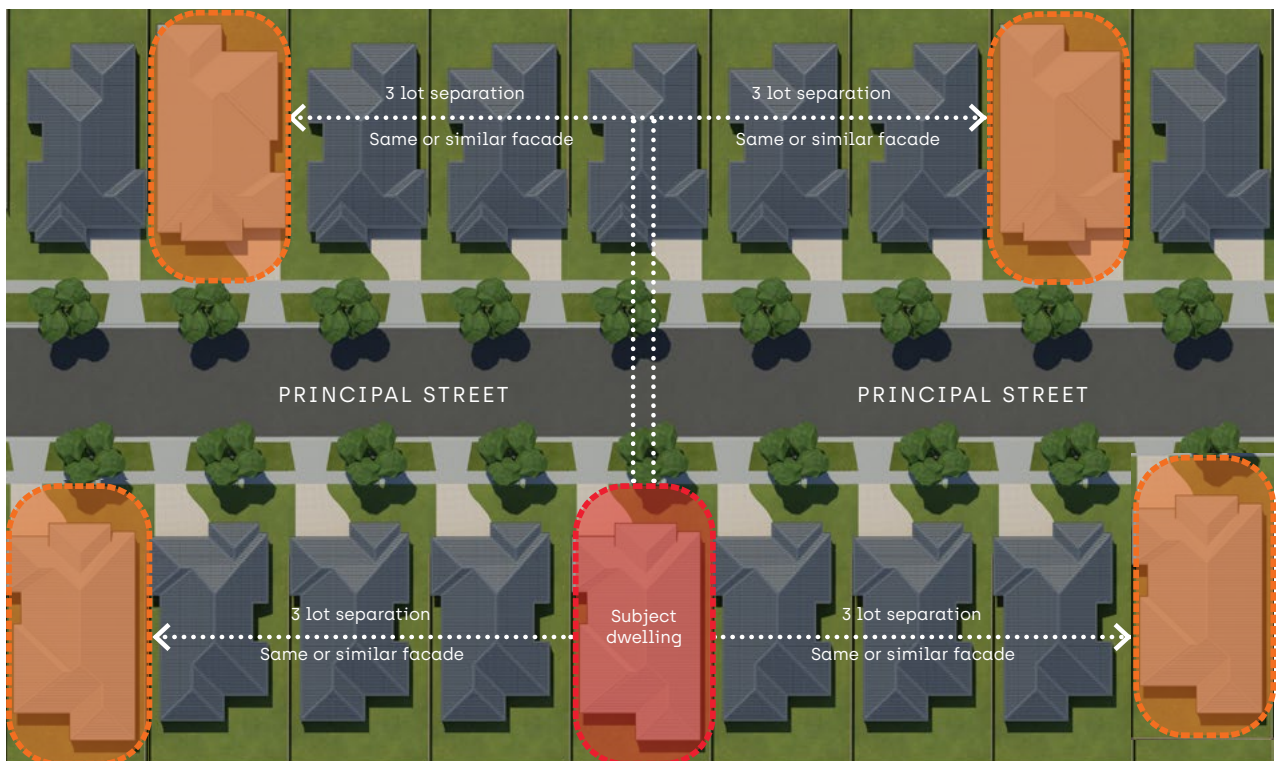 3 lot separation
Same or similar facade
3 lot separation
Same or similar facade
PRINCIPAL STREET
PRINCIPAL STREET
3 lot separation
Same or similar facade
Subject
dwelling
3 lot separation
Same or similar facade